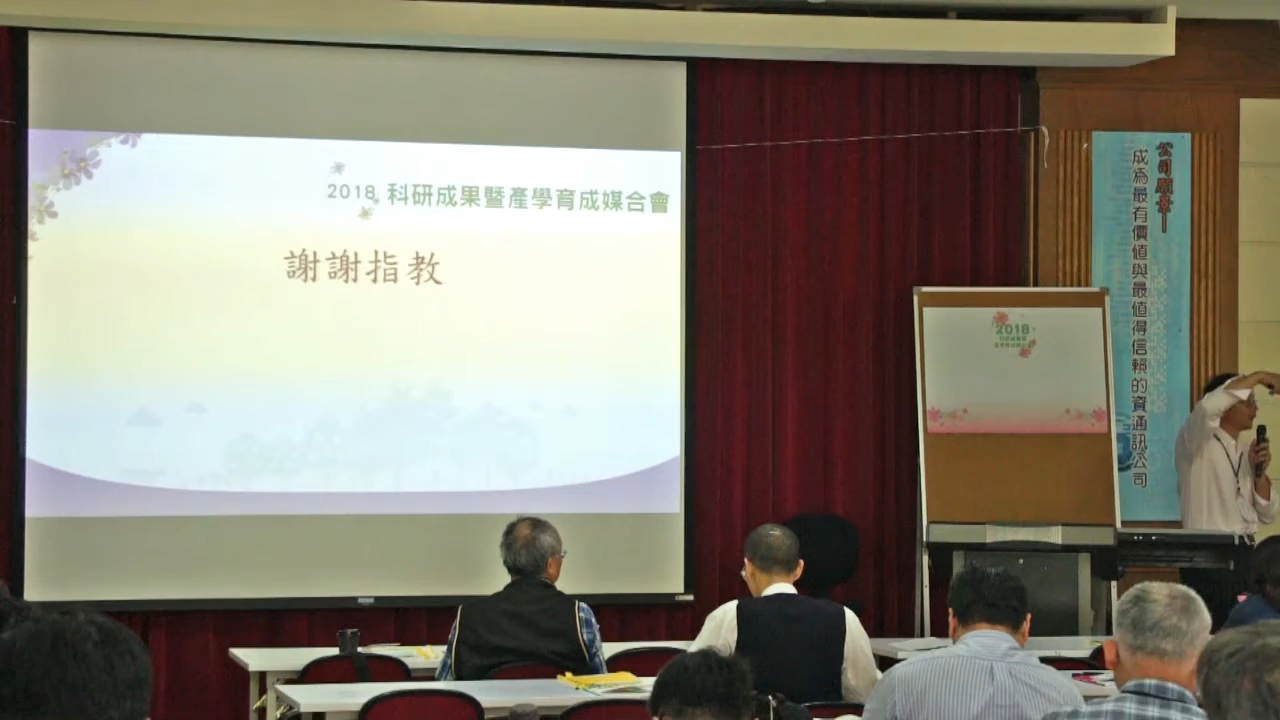 2018 科研成果暨產學育成媒合會
謝謝指教
2018
公司願景—
成為最有價值與最值得信賴的資通訊公司